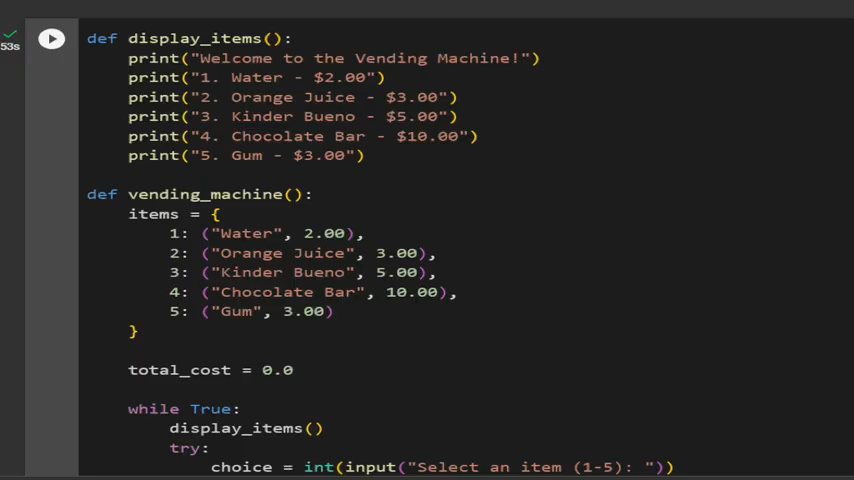 def display_items():
    print("Welcome to the Vending Machine!")
    print("1. Water - $2.00")
    print("2. Orange Juice - $3.00")
    print("3. Kinder Bueno - $5.00")
    print("4. Chocolate Bar - $10.00")
    print("5. Gum - $3.00")
53s
def vending_machine():
    items = {
        1: ("Water", 2.00),
        2: ("Orange Juice", 3.00),
        3: ("Kinder Bueno", 5.00),
        4: ("Chocolate Bar", 10.00),
        5: ("Gum", 3.00)
    }
    total_cost = 0.0
    while True:
        display_items()
        try:
            choice = int(input("Select an item (1-5): "))